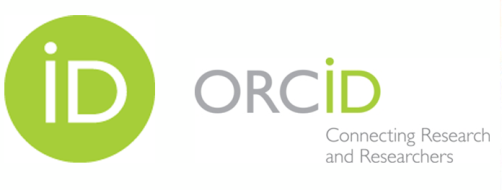 iD
ORCiD
Connecting Research
and Researchers